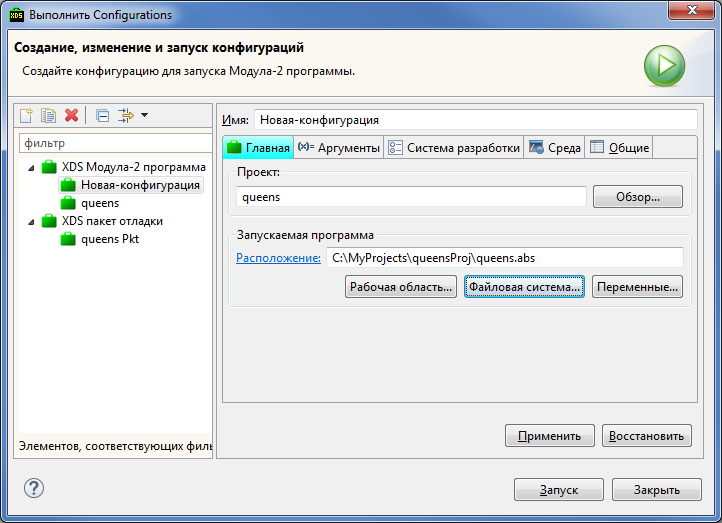 XDS Выполнить Configurations
Создание, изменение и запуск конфигураций
Создайте конфигурацию для запуска Модула-2 программы.
фильтр
XDS Модула-2 программа
Новая-конфигурация
queens
XDS пакет отладки
queens Pkt
Элементов, соответствующих филь
Имя: Новая-конфигурация
Главная (x)= Аргументы Система разработки Среда Общие
Проект:
queens Обзор...
Запускаемая программа
Расположение: C:\MyProjects\queensProj\queens.abs
Рабочая область... Файловая система... Переменные...
Применить Восстановить
? Запуск Закрыть